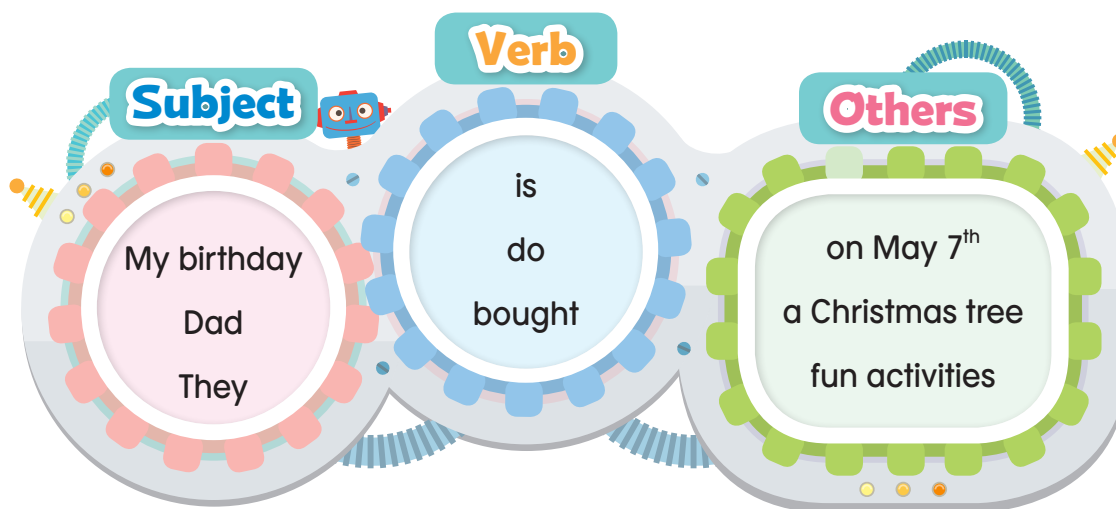 Subject
My birthday
Dad
They
Verb
is
do
bought
Others
on May 7th
a Christmas tree
fun activities